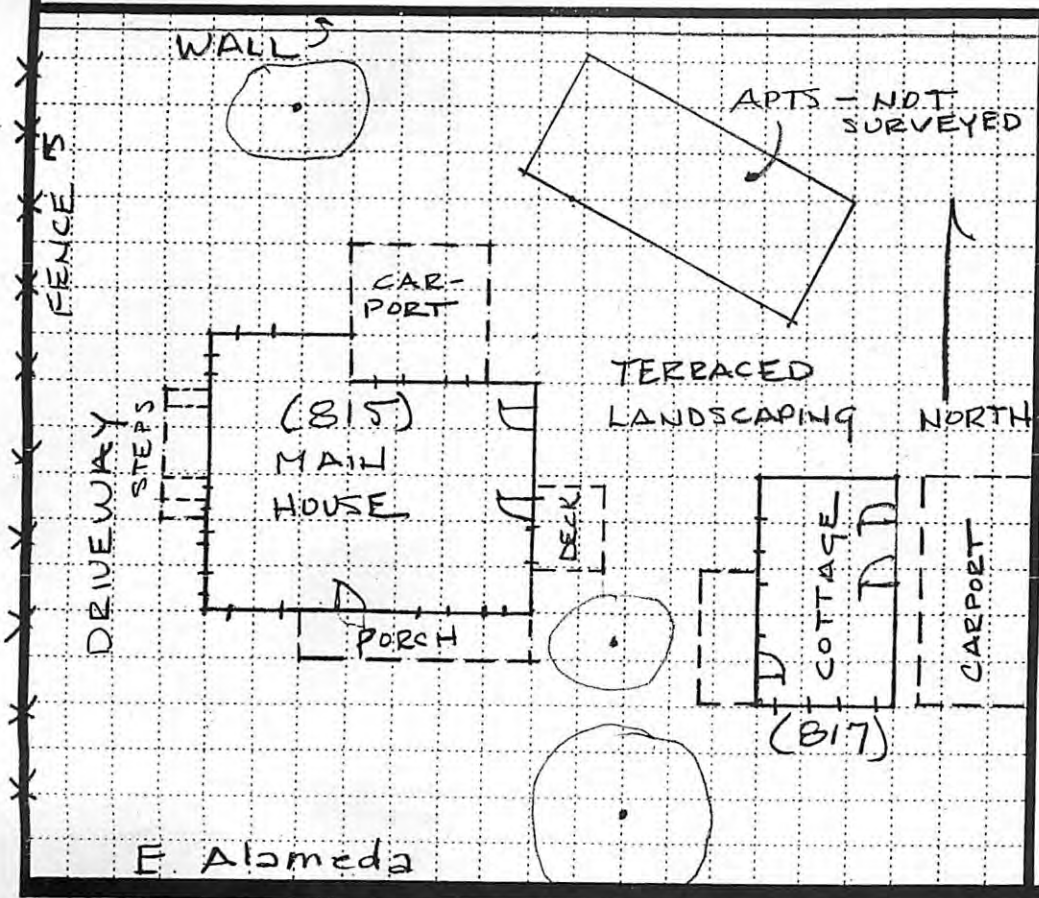 WALL
APTS - NOT
SURVEYED
FENCE
CAR-
PORT
TERRACED
LANDSCAPING
NORTH
(815)
MAIN
HOUSE
STEPS
DRIVEWAY
DECK
COTTAGE
CARPORT
PORCH
(817)
E. Alameda